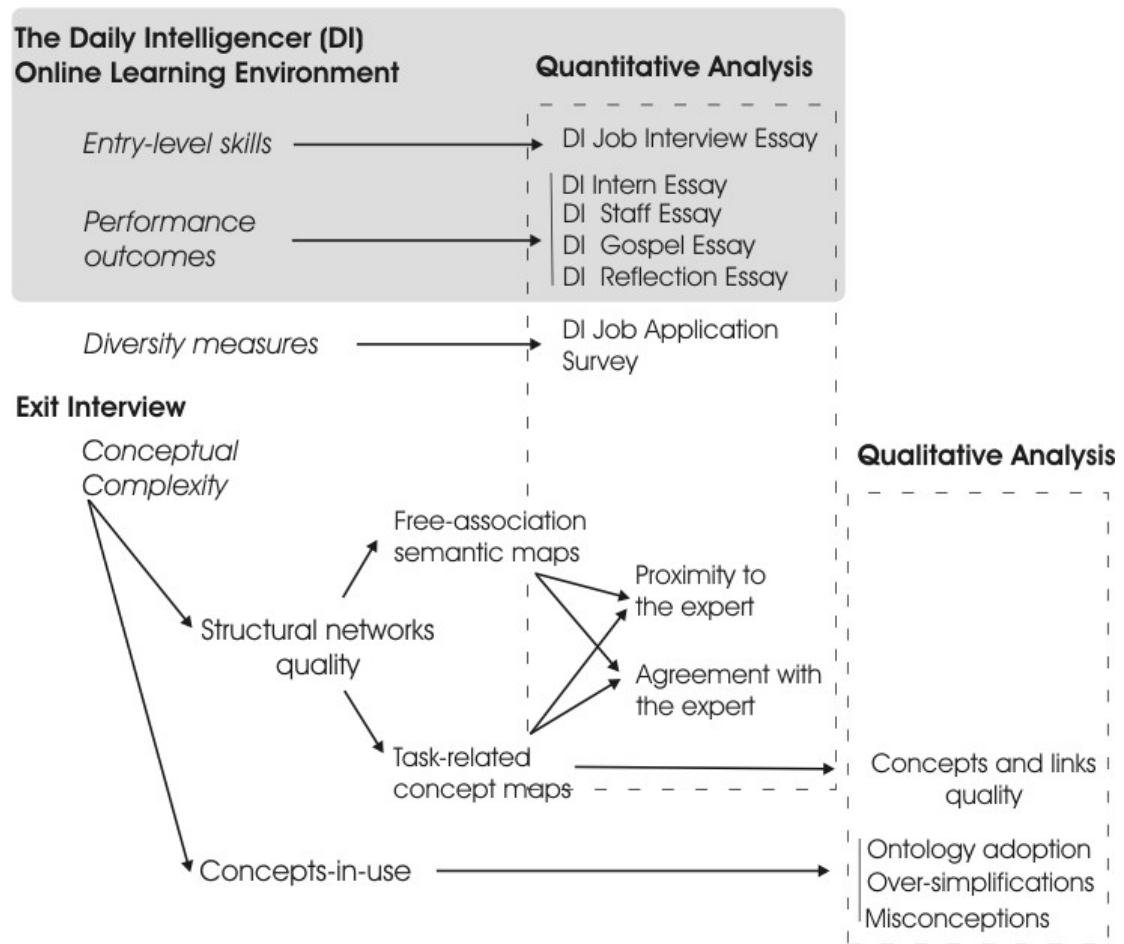 The Daily Intelligencer (DI)
Online Learning Environment
Quantitative Analysis
Entry-level skills
DI Job Interview Essay
Performance
outcomes
DI Intern Essay
DI Staff Essay
DI Gospel Essay
DI Reflection Essay
Diversity measures
DI Job Application
Survey
Exit Interview
Conceptual
Complexity
Qualitative Analysis
Free-association
semantic maps
Proximity to
the expert
Structural networks
quality
Agreement with
the expert
Task-related
concept maps
Concepts and links
quality
Concepts-in-use
Ontology adoption
Over-simplifications
Misconceptions